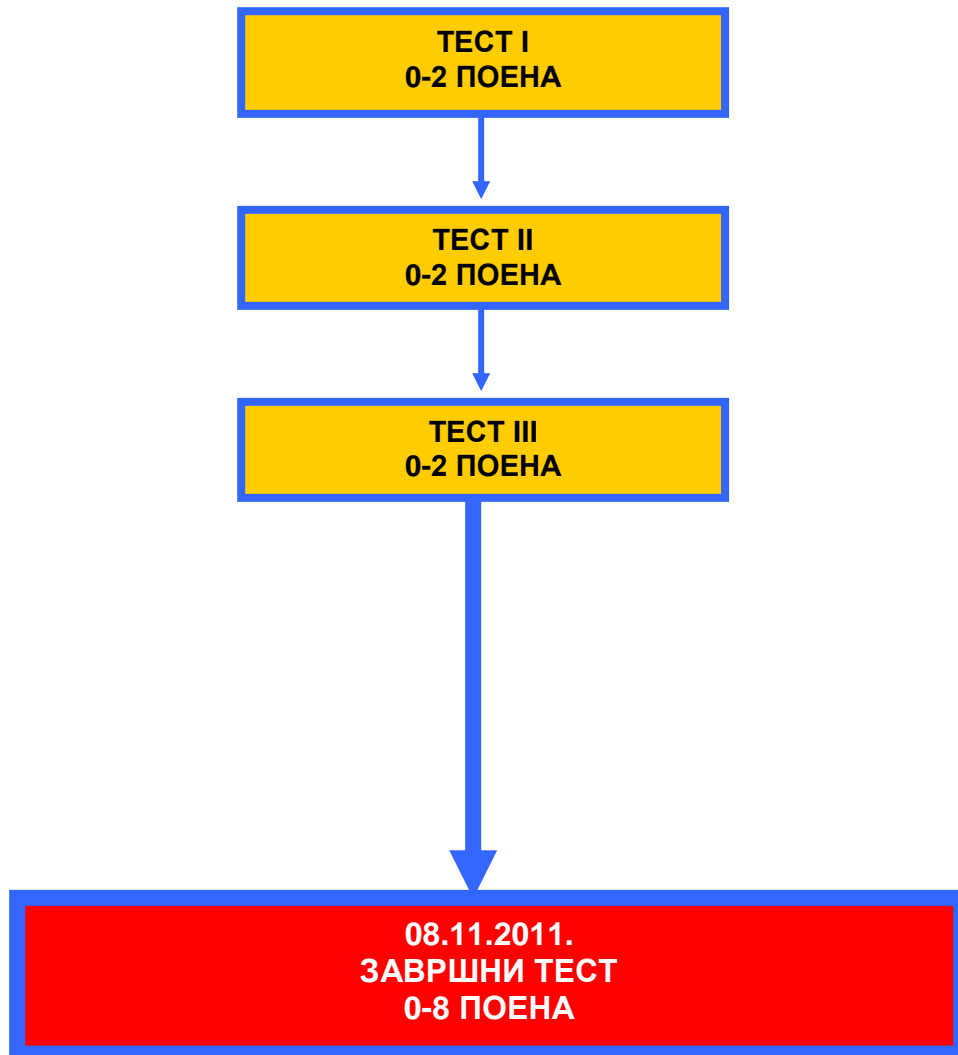 ТЕСТ I
0-2 ПОЕНА
ТЕСТ II
0-2 ПОЕНА
ТЕСТ III
0-2 ПОЕНА
08.11.2011.
ЗАВРШНИ ТЕСТ
0-8 ПОЕНА